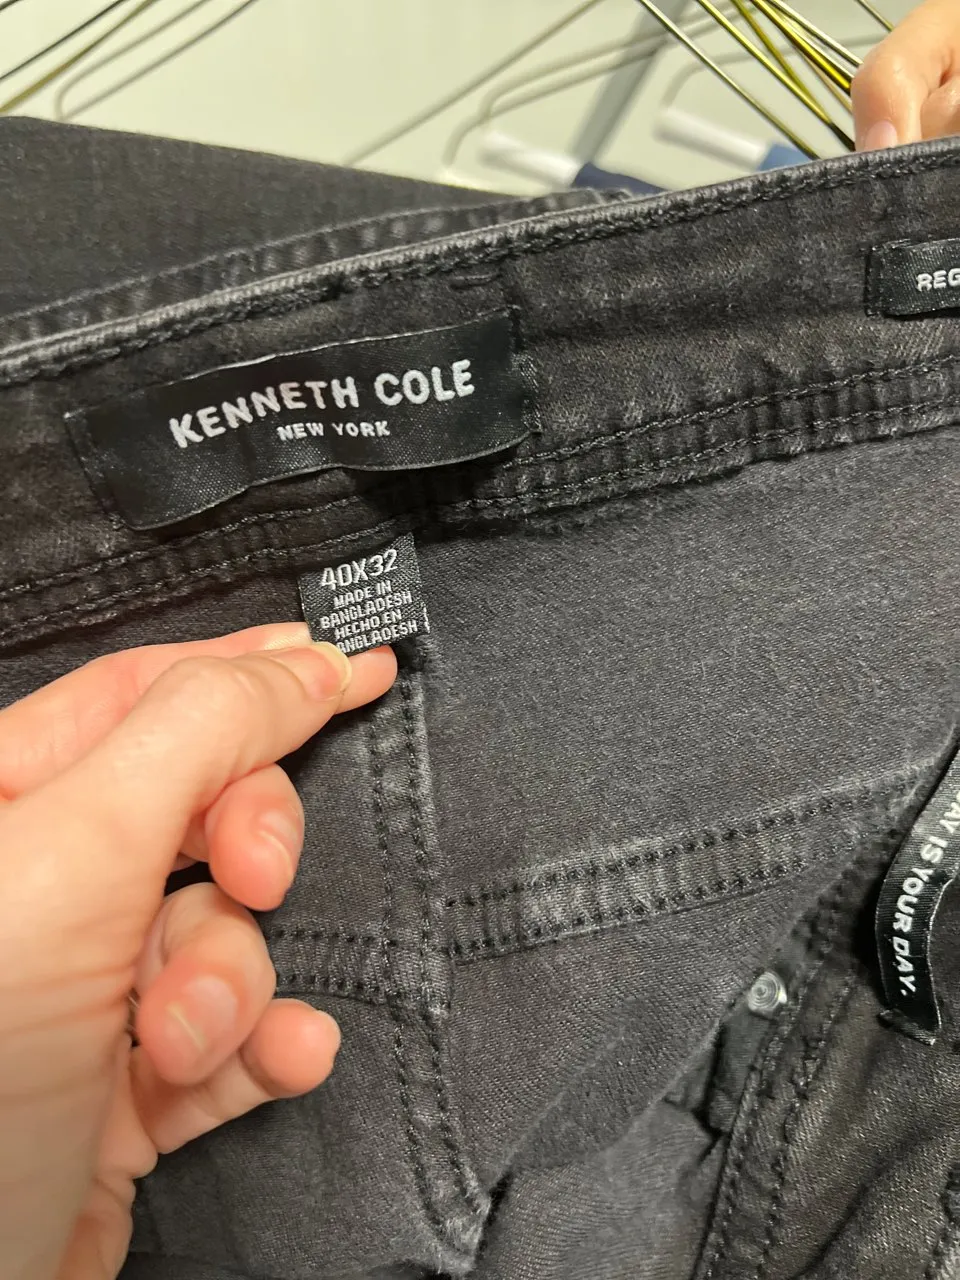 KENNETH COLE
NEW YORK
REG
40X32
MADE IN
BANGLADESH
HECHO EN
BANGLADESH
AY IS YOUR DAY.